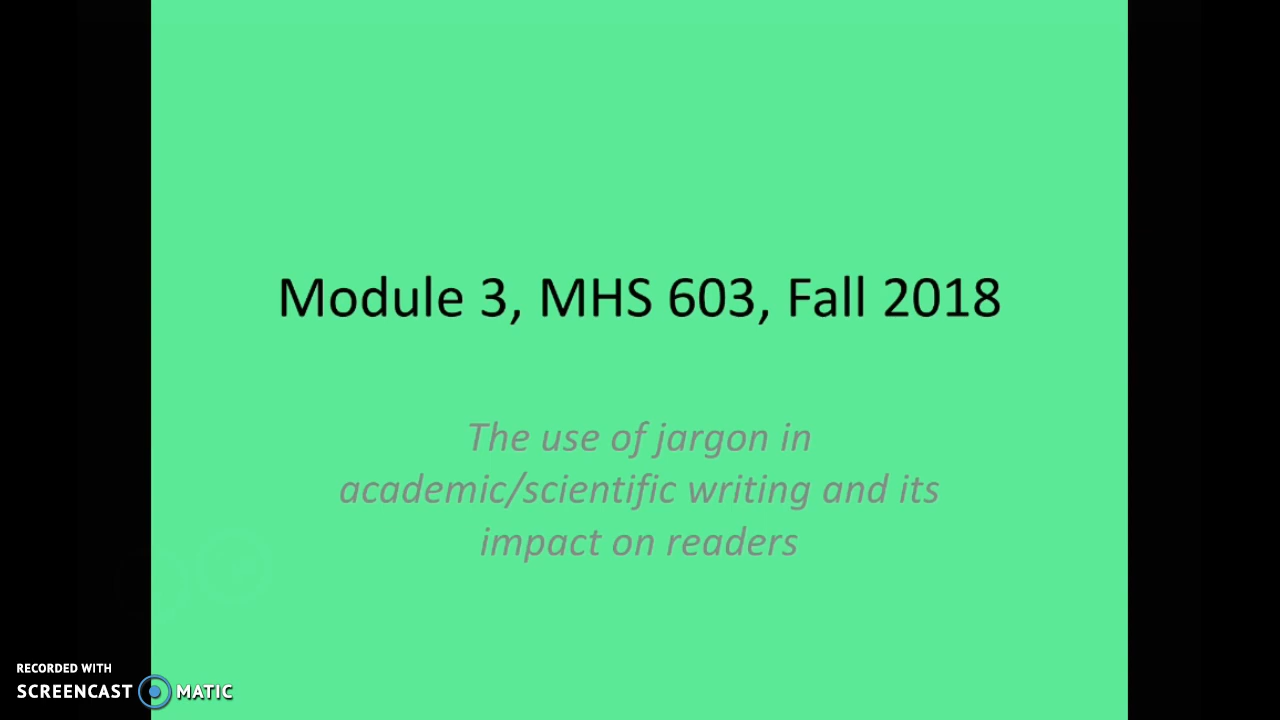 Module 3, MHS 603, Fall 2018
The use of jargon in
academic/scientific writing and its
impact on readers
RECORDED WITH
SCREENCAST MATIC